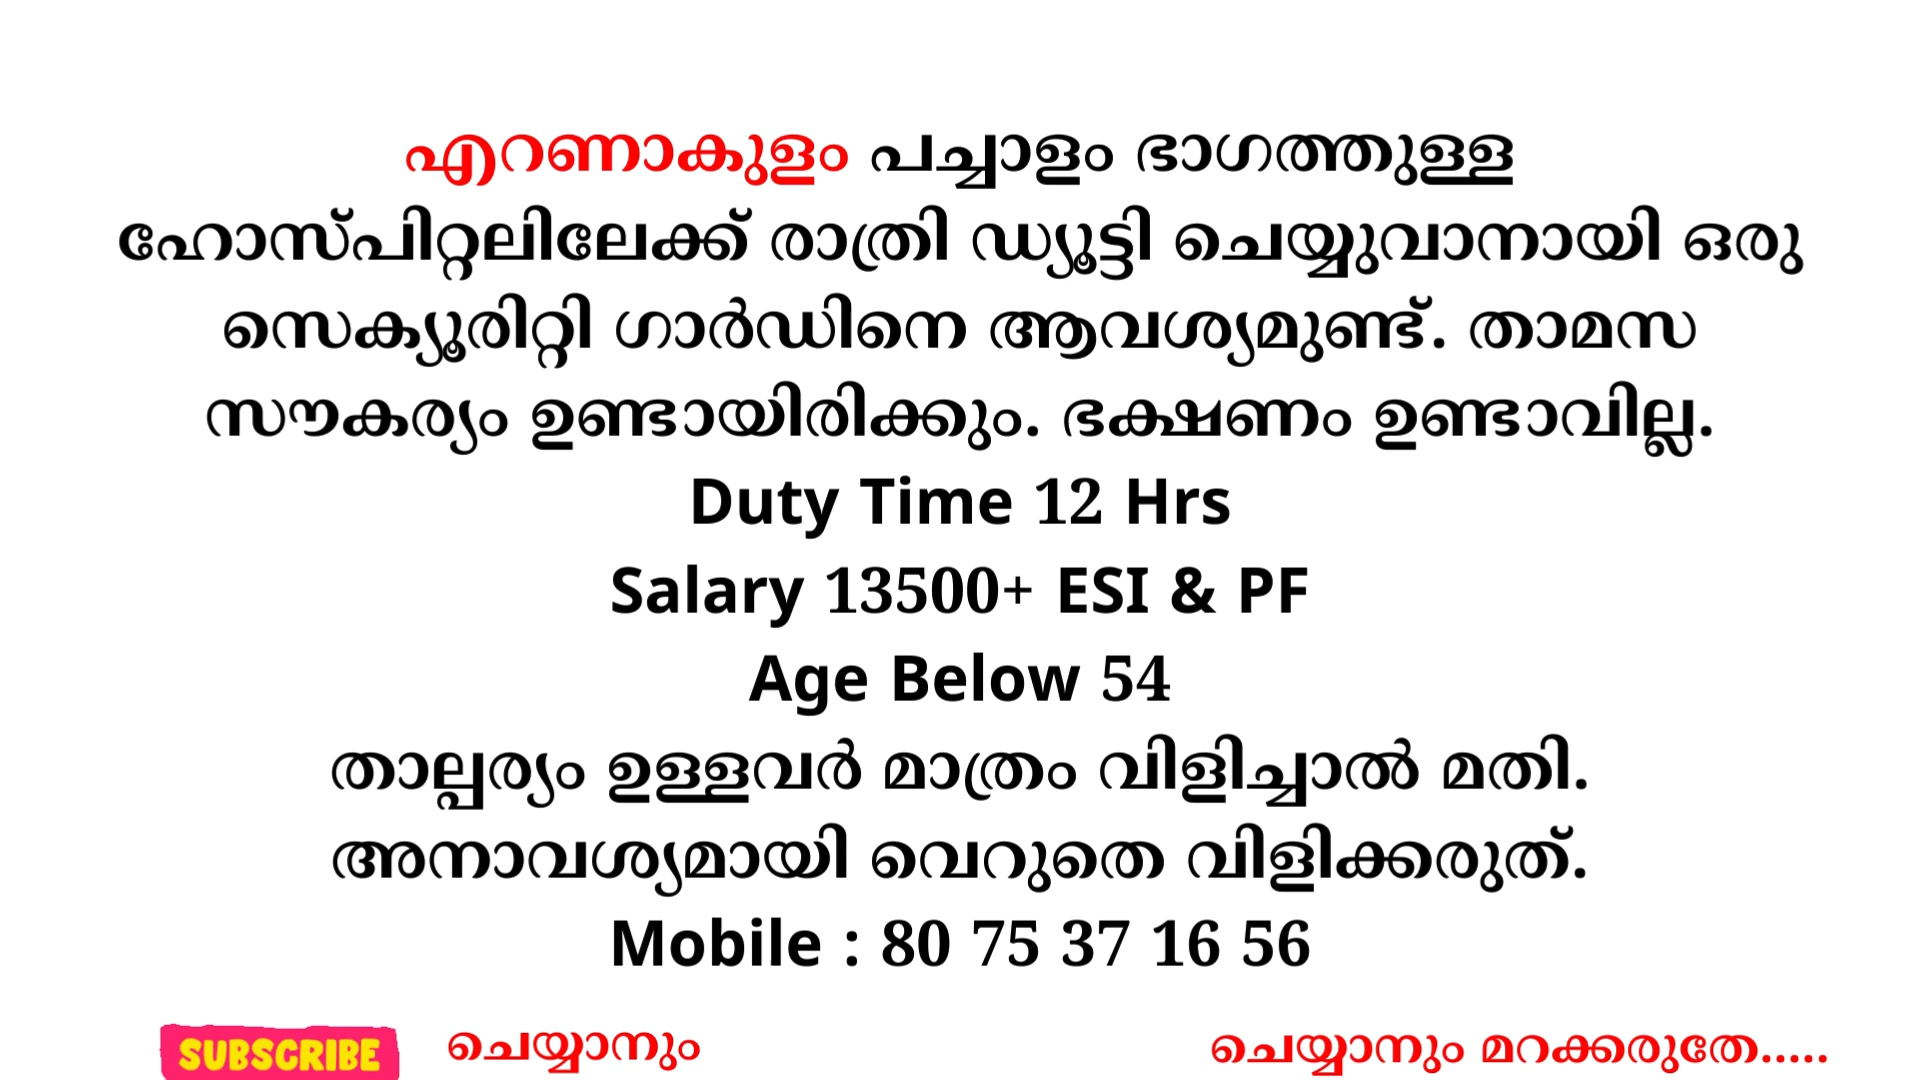 എറണാകുളം പച്ചാളം ഭാഗത്തുള്ള
ഹോസ്പിറ്റലിലേക്ക് രാത്രി ഡ്യൂട്ടി ചെയ്യുവാനായി ഒരു
സെക്യൂരിറ്റി ഗാർഡിനെ ആവശ്യമുണ്ട്. താമസ
സൗകര്യം ഉണ്ടായിരിക്കും. ഭക്ഷണം ഉണ്ടാവില്ല.
Duty Time 12 Hrs
Salary 13500+ ESI & PF
Age Below 54
താല്പര്യം ഉള്ളവർ മാത്രം വിളിച്ചാൽ മതി.
അനാവശ്യമായി വെറുതെ വിളിക്കരുത്.
Mobile : 80 75 37 16 56
SUBSCRIBE ചെയ്യാനും ചെയ്യാനും മറക്കരുതേ.....